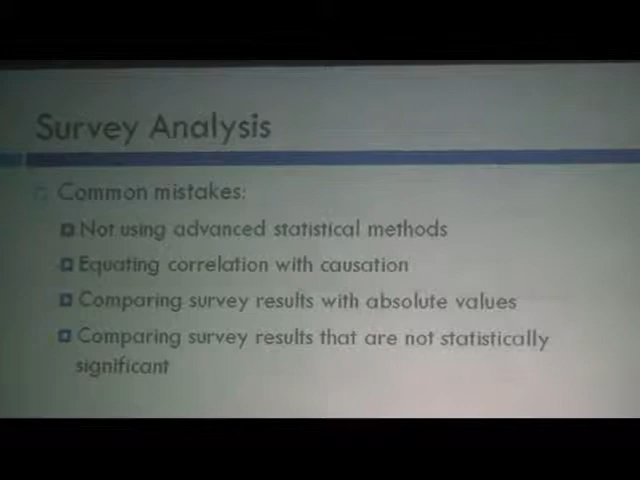 Survey Analysis
Common mistakes:
Not using advanced statistical methods
Equating correlation with causation
Comparing survey results with absolute values
Comparing survey results that are not statistically
significant